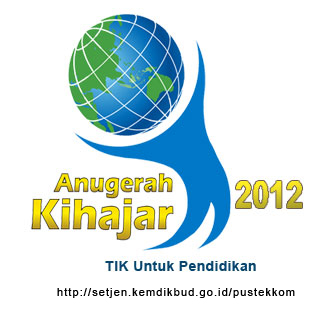 Anugerah
Kihajar 2012
TIK Untuk Pendidikan
http://setjen.kemdikbud.go.id/pustekkom